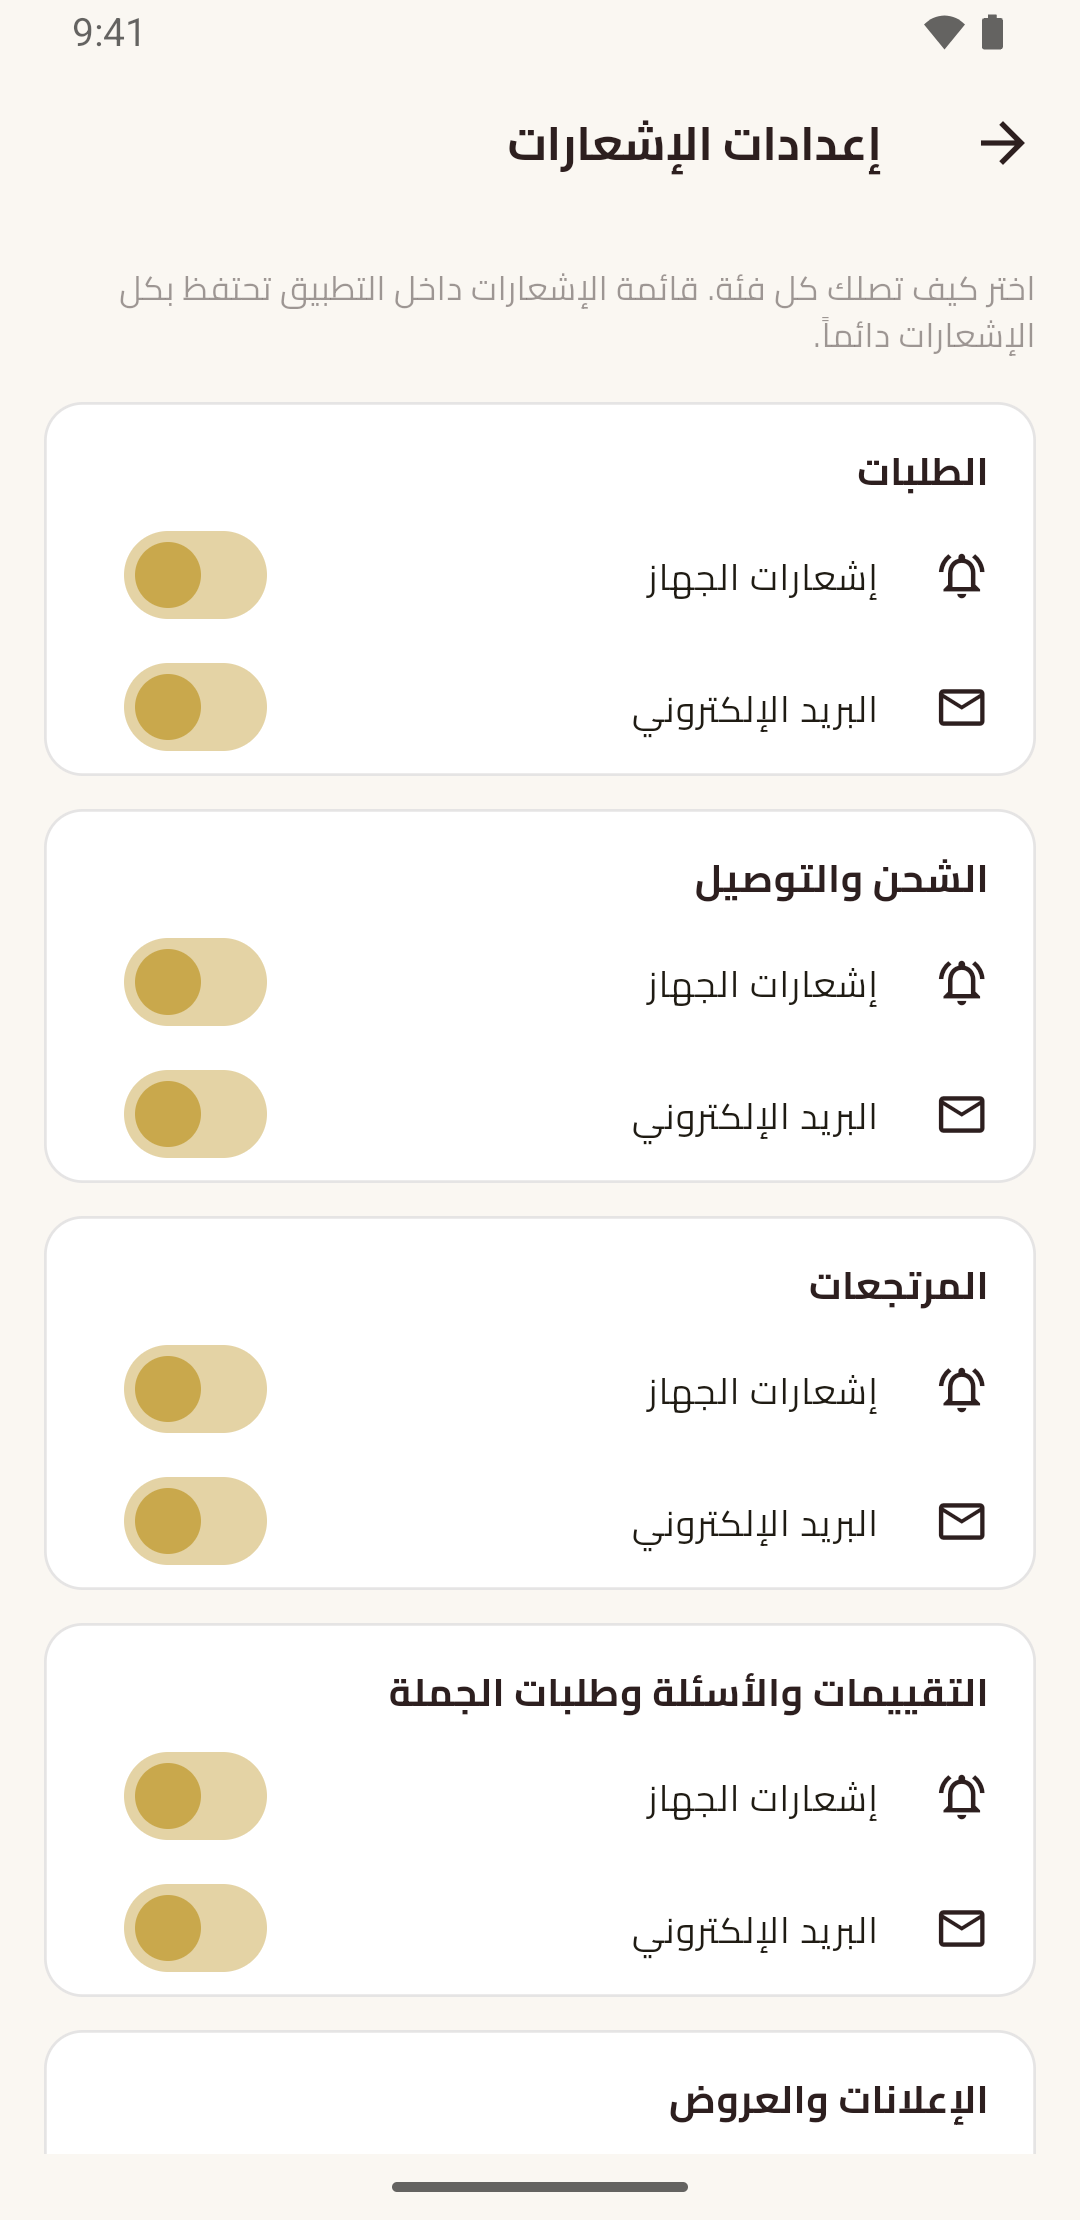 9:41
إعدادات الإشعارات
اختر كيف تصلك كل فئة. قائمة الإشعارات داخل التطبيق تحتفظ بكل
الإشعارات دائماً.
الطلبات
إشعارات الجهاز
البريد الإلكتروني
الشحن والتوصيل
إشعارات الجهاز
البريد الإلكتروني
المرتجعات
إشعارات الجهاز
البريد الإلكتروني
التقييمات والأسئلة وطلبات الجملة
إشعارات الجهاز
البريد الإلكتروني
الإعلانات والعروض